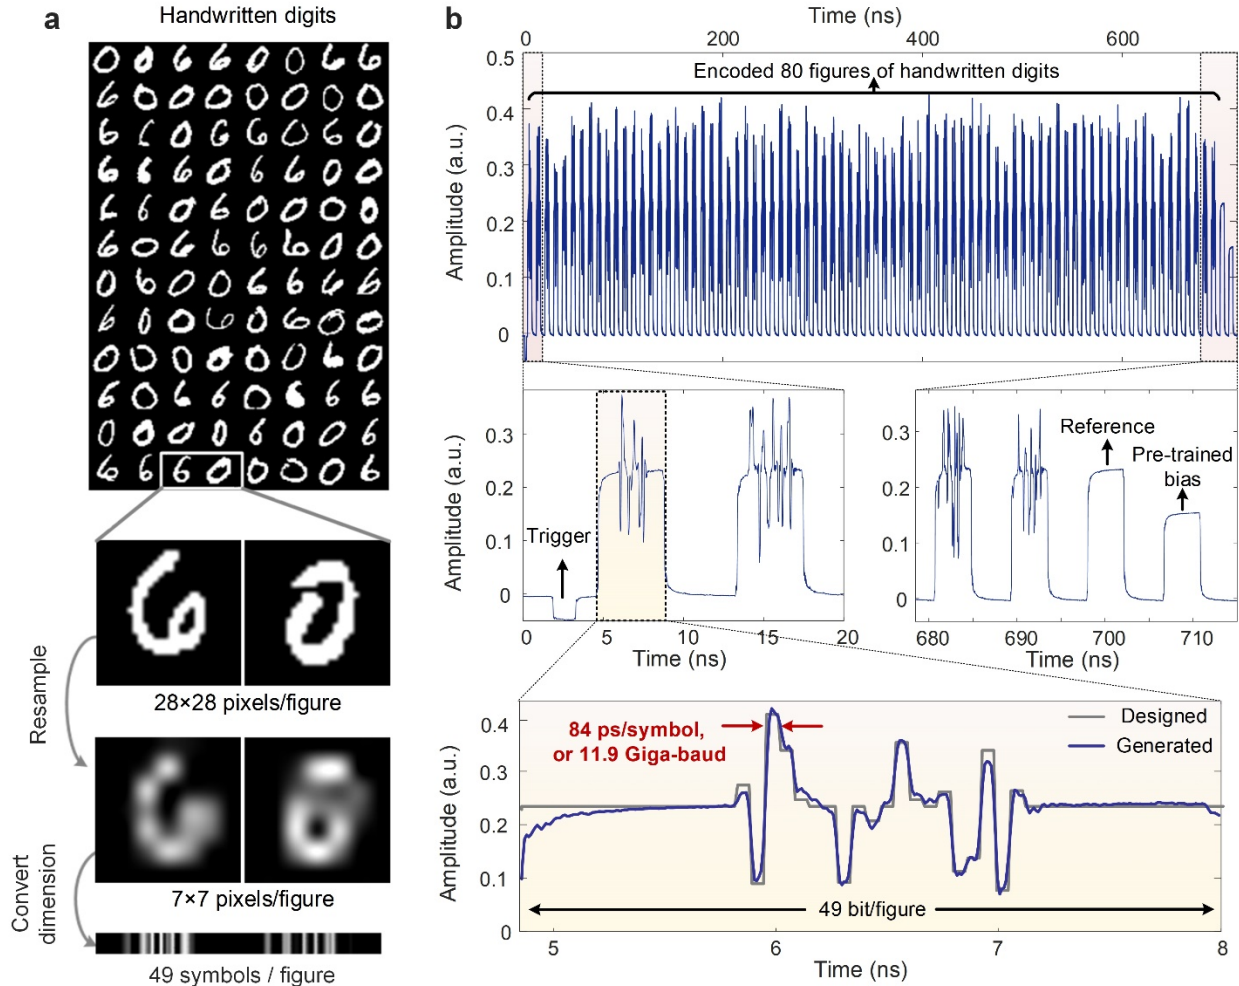 a
Handwritten digits
28×28 pixels/figure
Resample
7×7 pixels/figure
Convert
dimension
49 symbols / figure
b
Time (ns)
0 200 400 600
Encoded 80 figures of handwritten digits
Amplitude (a.u.)
0.5
0.4
0.3
0.2
0.1
0
Amplitude (a.u.)
0.3
0.2
0.1
0
Trigger
0 5 10 15 20
Time (ns)
0.3
0.2
0.1
0
Reference
Pre-trained
bias
680 690 700 710
Time (ns)
Amplitude (a.u.)
0.4
0.3
0.2
0.1
0
84 ps/symbol,
or 11.9 Giga-baud
Designed
Generated
49 bit/figure
5 6 7 8
Time (ns)